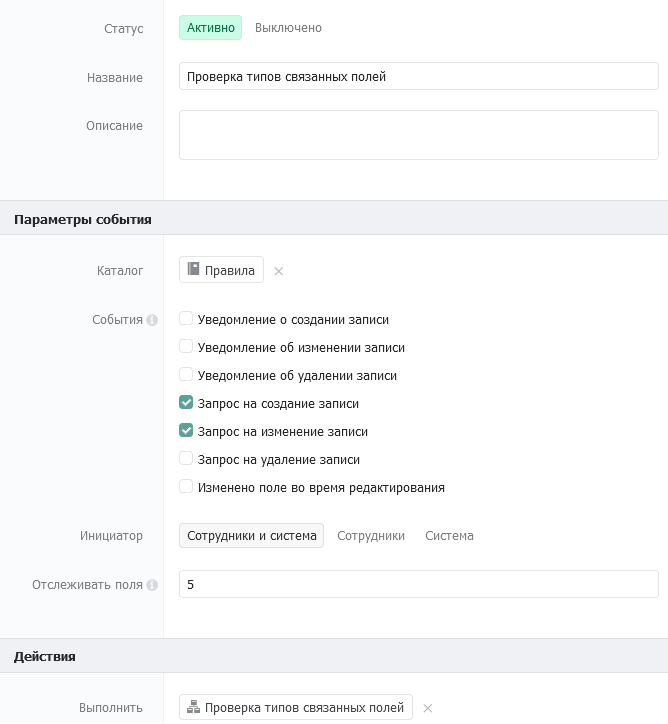 Статус Активно Выключено
Название Проверка типов связанных полей
Описание
Параметры события
Каталог Правила
События Уведомление о создании записи
Уведомление об изменении записи
Уведомление об удалении записи
Запрос на создание записи
Запрос на изменение записи
Запрос на удаление записи
Изменено поле во время редактирования
Инициатор Сотрудники и система Сотрудники Система
Отслеживать поля 5
Действия
Выполнить Проверка типов связанных полей